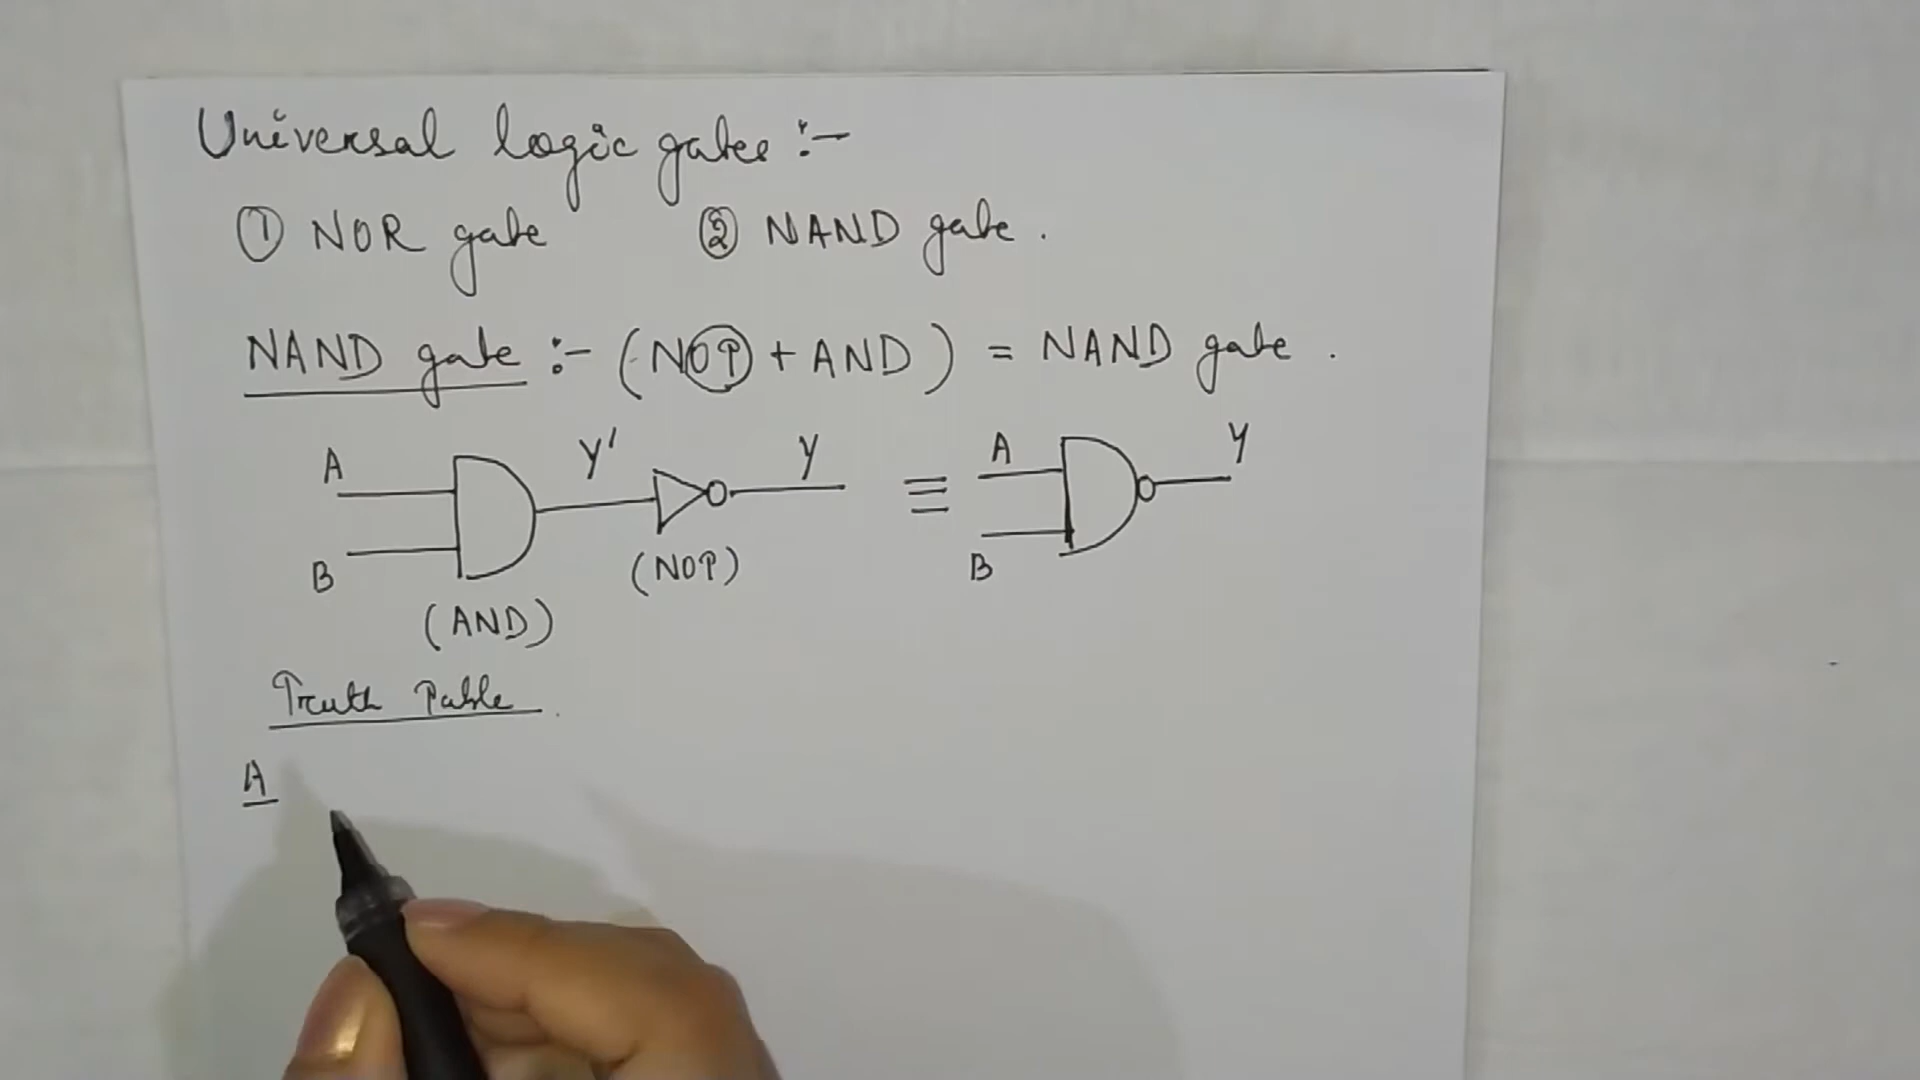 Universal logic gates :-
① NOR gate ② NAND gate .
NAND gate :- (NOT + AND) = NAND gate .
A Y' Y ≡ A Y
B (NOT) B
(AND)
Truth Table .
A